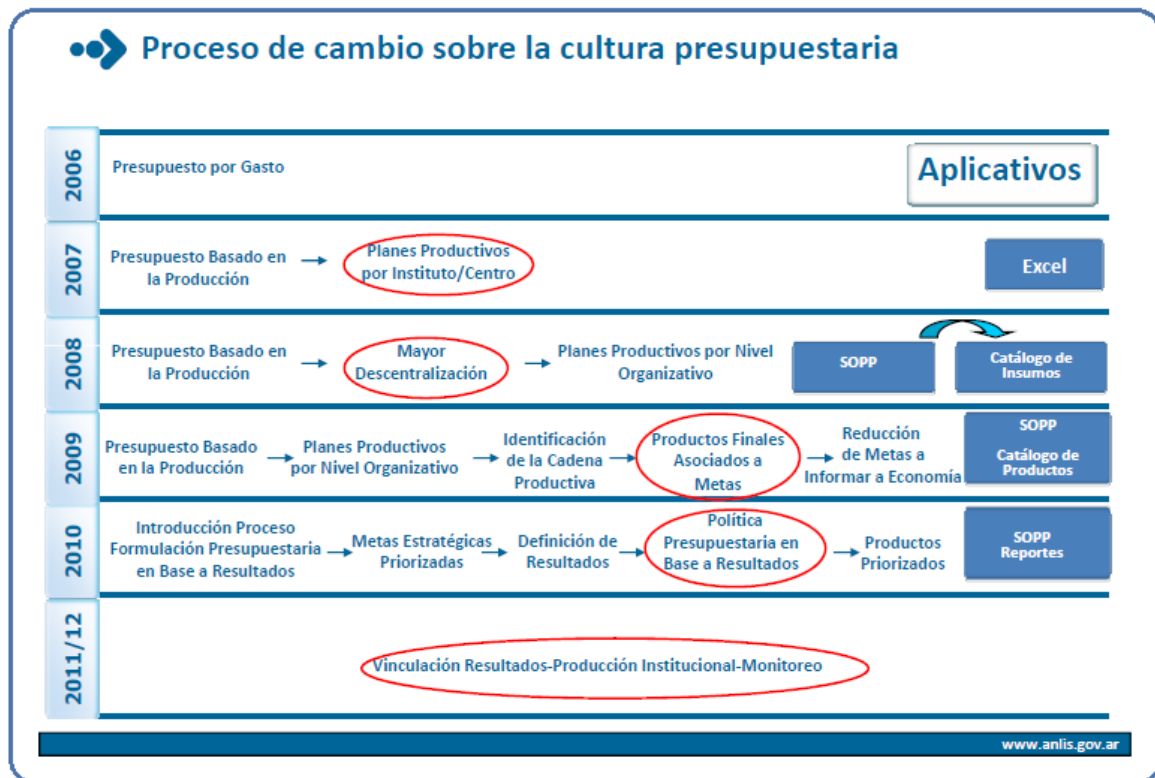 Proceso de cambio sobre la cultura presupuestaria
2006
Presupuesto por Gasto
Aplicativos
2007
Presupuesto Basado en
la Producción
Planes Productivos
por Instituto/Centro
Excel
2008
Presupuesto Basado en
la Producción
Mayor
Descentralización
Planes Productivos por Nivel
Organizativo
SOPP
Catálogo de
Insumos
2009
Presupuesto Basado
en la Producción
Planes Productivos
por Nivel Organizativo
Identificación
de la Cadena
Productiva
Productos Finales
Asociados a
Metas
Reducción
de Metas a
Informar a Economía
SOPP
Catálogo de
Productos
2010
Introducción Proceso
Formulación Presupuestaria
en Base a Resultados
Metas Estratégicas
Priorizadas
Definición de
Resultados
Política
Presupuestaria en
Base a Resultados
Productos
Priorizados
SOPP
Reportes
2011/12
Vinculación Resultados-Producción Institucional-Monitoreo
www.anlis.gov.ar